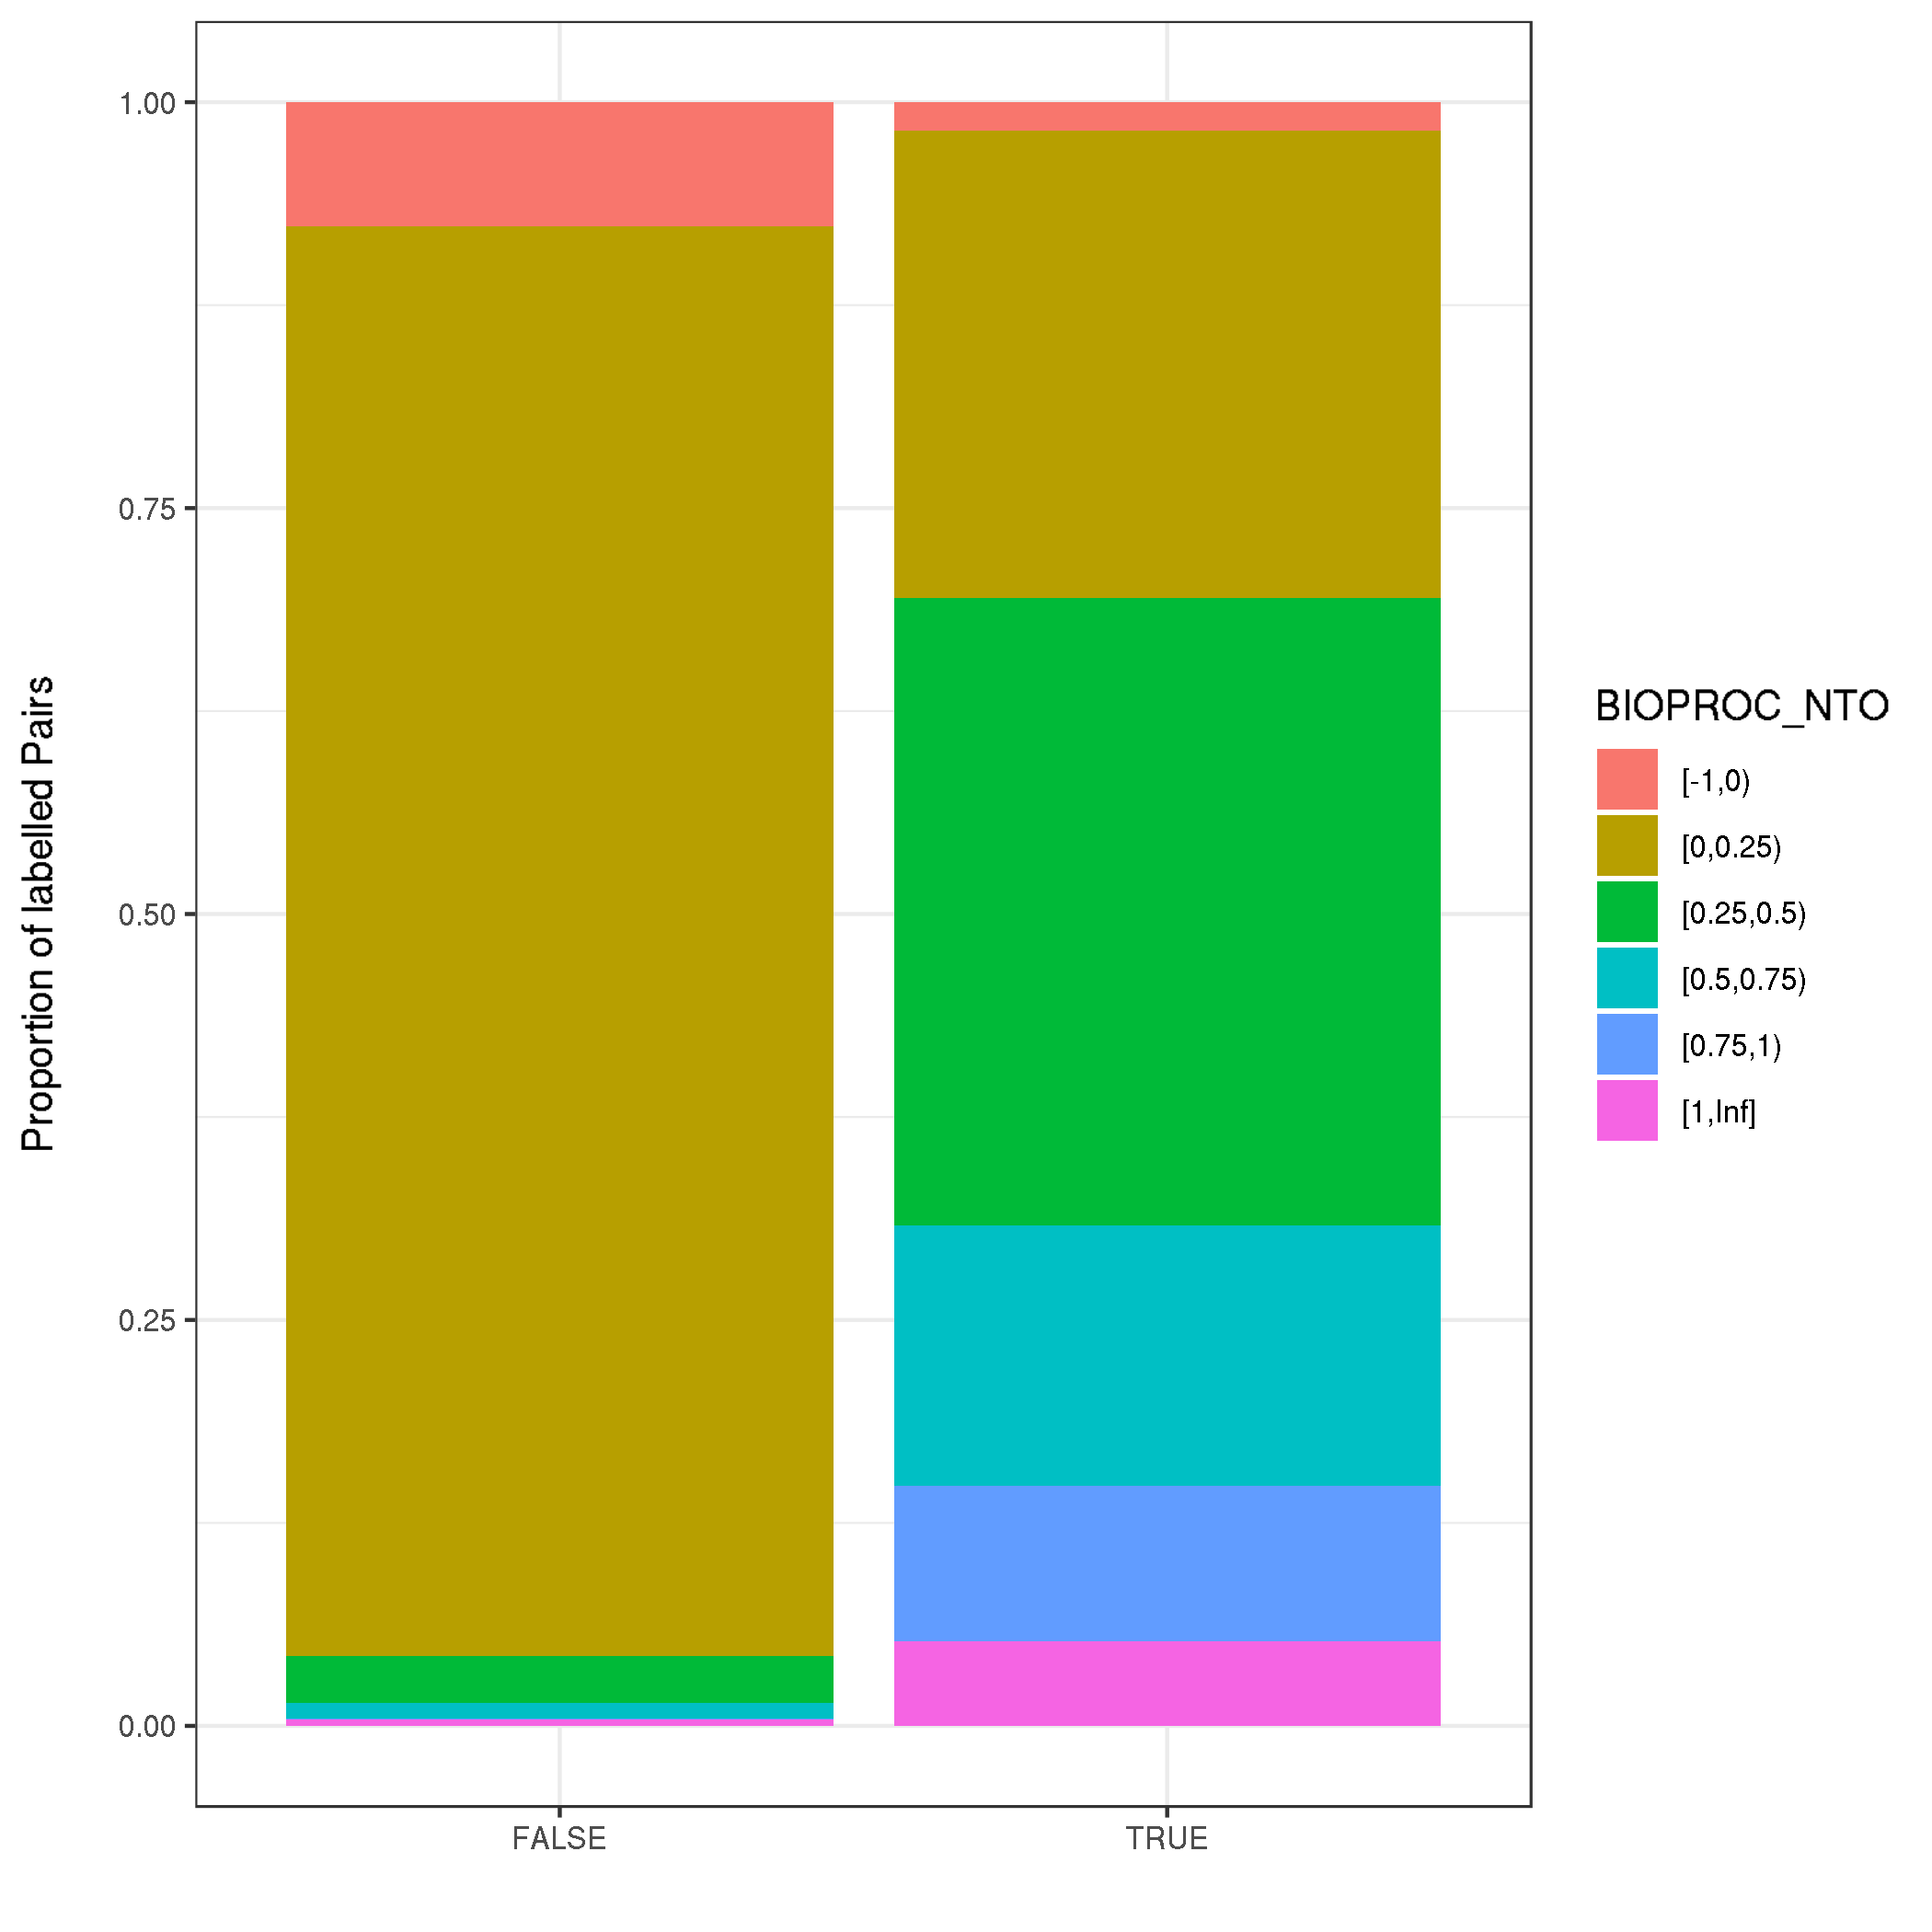 Proportion of labelled Pairs
1.00
0.75
0.50
0.25
0.00
FALSE
TRUE
BIOPROC_NTO
[-1,0)
[0,0.25)
[0.25,0.5)
[0.5,0.75)
[0.75,1)
[1,Inf]